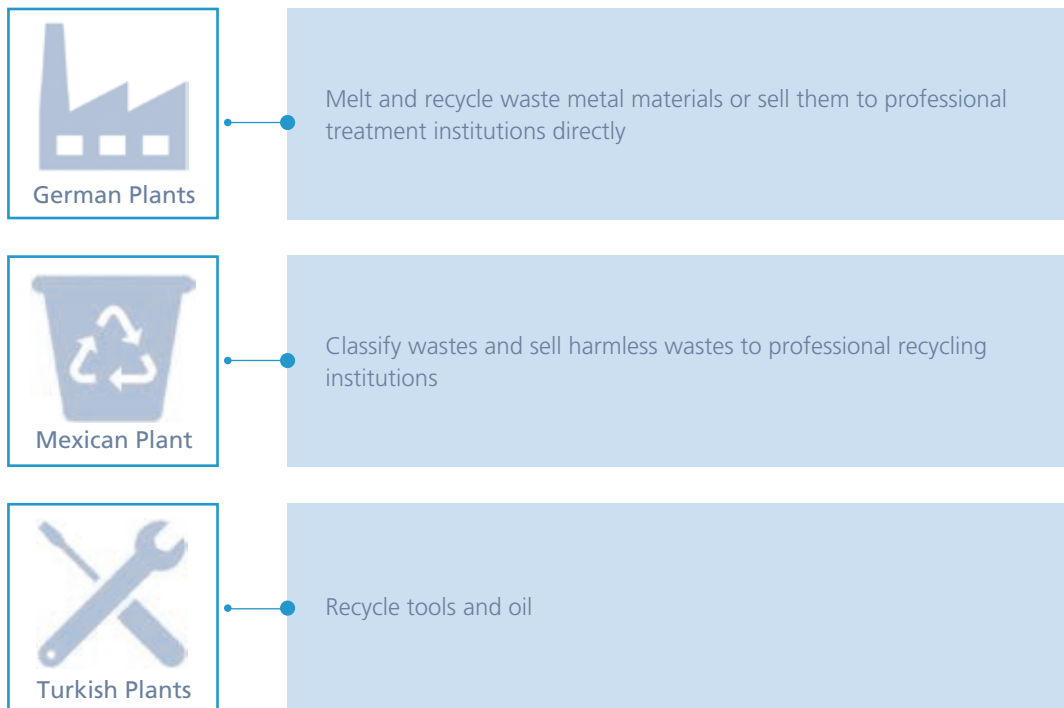 German Plants
Melt and recycle waste metal materials or sell them to professional
treatment institutions directly
Mexican Plant
Classify wastes and sell harmless wastes to professional recycling
institutions
Turkish Plants
Recycle tools and oil